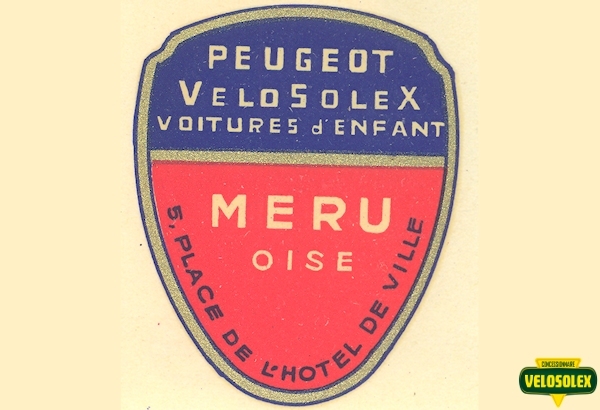 PEUGEOT
VELOSOLEX
VOITURES d'ENFANT
MERU
OISE
5, PLACE DE L'HOTEL DE VILLE
CONCESSIONNAIRE
VELOSOLEX